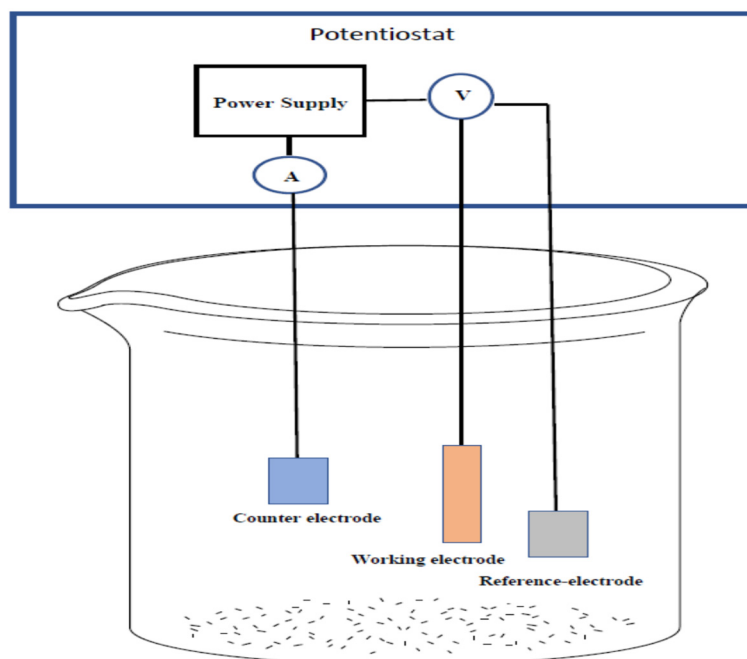 Potentiostat
Power Supply
V
A
Counter electrode
Working electrode
Reference-electrode